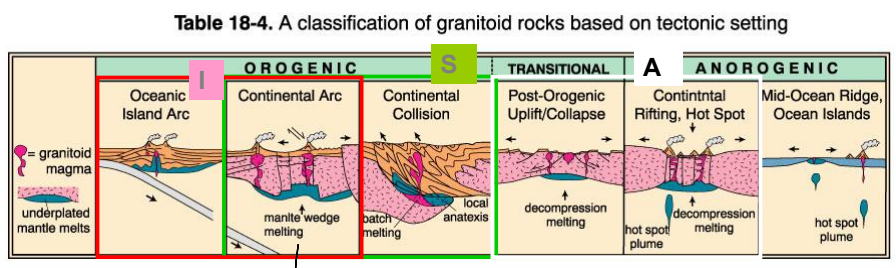 Table 18-4. A classification of granitoid rocks based on tectonic setting
I
S
A
OROGENIC
TRANSITIONAL
ANOROGENIC
Oceanic
Island Arc
Continental Arc
Continental
Collision
Post-Orogenic
Uplift/Collapse
Contintntal
Rifting, Hot Spot
Mid-Ocean Ridge,
Ocean Islands
= granitoid
magma
underplated
mantle melts
manlte wedge
melting
batch
melting
local
anatexis
decompression
melting
hot spot
plume
decompression
melting
hot spot
plume